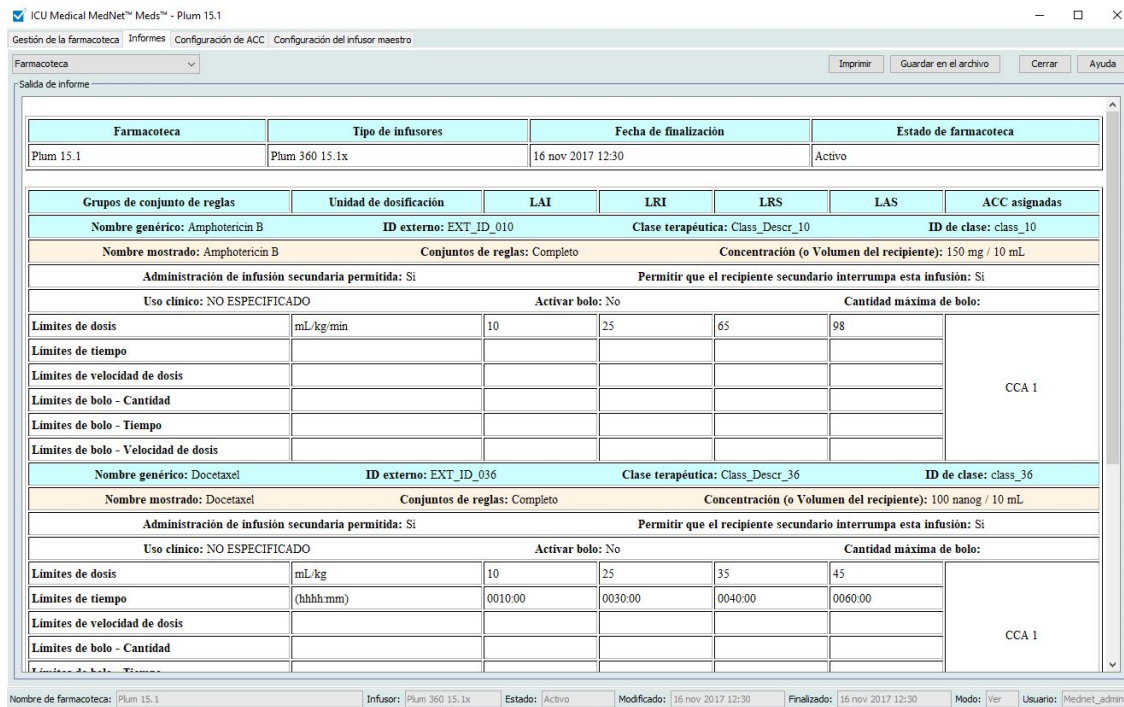 ICU Medical MedNet™ Meds™ - Plum 15.1
Gestión de la farmacoteca Informes Configuración de ACC Configuración del infusor maestro
Farmacoteca Imprimir Guardar en el archivo Cerrar Ayuda
Salida de informe
Farmacoteca Tipo de infusores Fecha de finalización Estado de farmacoteca
Plum 15.1 Plum 360 15.1x 16 nov 2017 12:30 Activo
Grupos de conjunto de reglas Unidad de dosificación LAI LRI LRS LAS ACC asignadas
Nombre genérico: Amphotericin B ID externo: EXT_ID_010 Clase terapéutica: Class_Descr_10 ID de clase: class_10
Nombre mostrado: Amphotericin B Conjuntos de reglas: Completo Concentración (o Volumen del recipiente): 150 mg / 10 mL
Administración de infusión secundaria permitida: Si Permitir que el recipiente secundario interrumpa esta infusión: Si
Uso clínico: NO ESPECIFICADO Activar bolo: No Cantidad máxima de bolo:
Límites de dosis mL/kg/min 10 25 65 98
Límites de tiempo
Límites de velocidad de dosis
CCA 1
Límites de bolo - Cantidad
Límites de bolo - Tiempo
Límites de bolo - Velocidad de dosis
Nombre genérico: Docetaxel ID externo: EXT_ID_036 Clase terapéutica: Class_Descr_36 ID de clase: class_36
Nombre mostrado: Docetaxel Conjuntos de reglas: Completo Concentración (o Volumen del recipiente): 100 nanog / 10 mL
Administración de infusión secundaria permitida: Si Permitir que el recipiente secundario interrumpa esta infusión: Si
Uso clínico: NO ESPECIFICADO Activar bolo: No Cantidad máxima de bolo:
Límites de dosis mL/kg 10 25 35 45
Límites de tiempo (hhhh:mm) 0010:00 0030:00 0040:00 0060:00
Límites de velocidad de dosis
CCA 1
Límites de bolo - Cantidad
Límites de bolo - Tiempo
Nombre de farmacoteca: Plum 15.1 Infusor: Plum 360 15.1x Estado: Activo Modificado: 16 nov 2017 12:30 Finalizado: 16 nov 2017 12:30 Modo: Ver Usuario: Mednet_admin